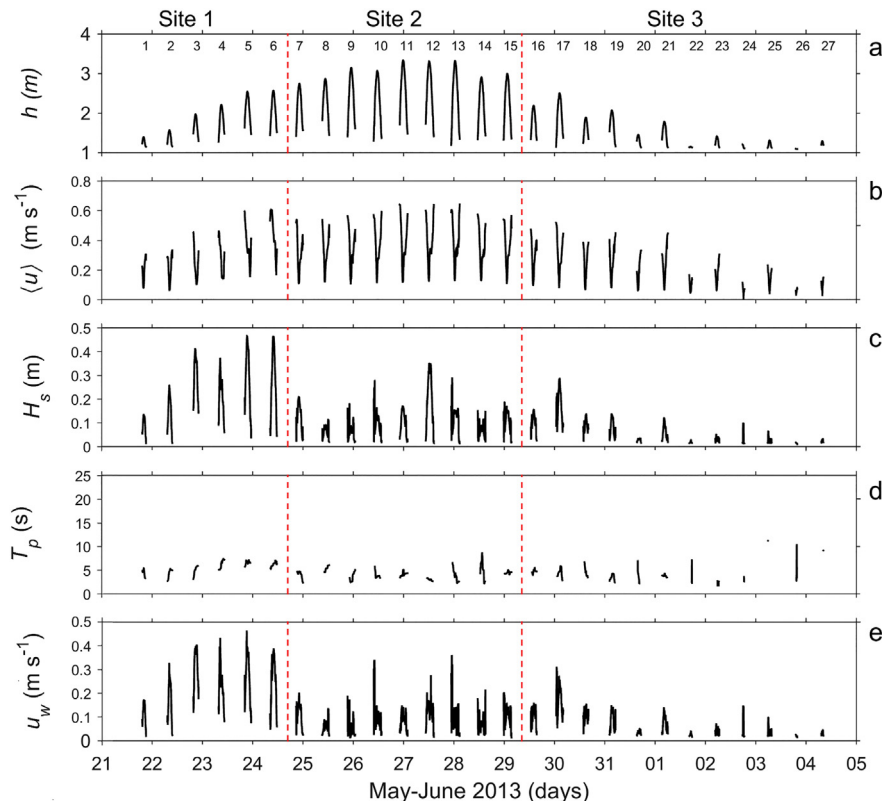 Site 1 Site 2 Site 3
1 2 3 4 5 6 7 8 9 10 11 12 13 14 15 16 17 18 19 20 21 22 23 24 25 26 27
a
h (m)
4
3
2
1
b
⟨u⟩ (m s⁻¹)
0.8
0.6
0.4
0.2
0
c
Hₛ (m)
0.5
0.4
0.3
0.2
0.1
0
d
Tₚ (s)
25
20
15
10
5
0
e
u_w (m s⁻¹)
0.5
0.4
0.3
0.2
0.1
0
21 22 23 24 25 26 27 28 29 30 31 01 02 03 04 05
May-June 2013 (days)